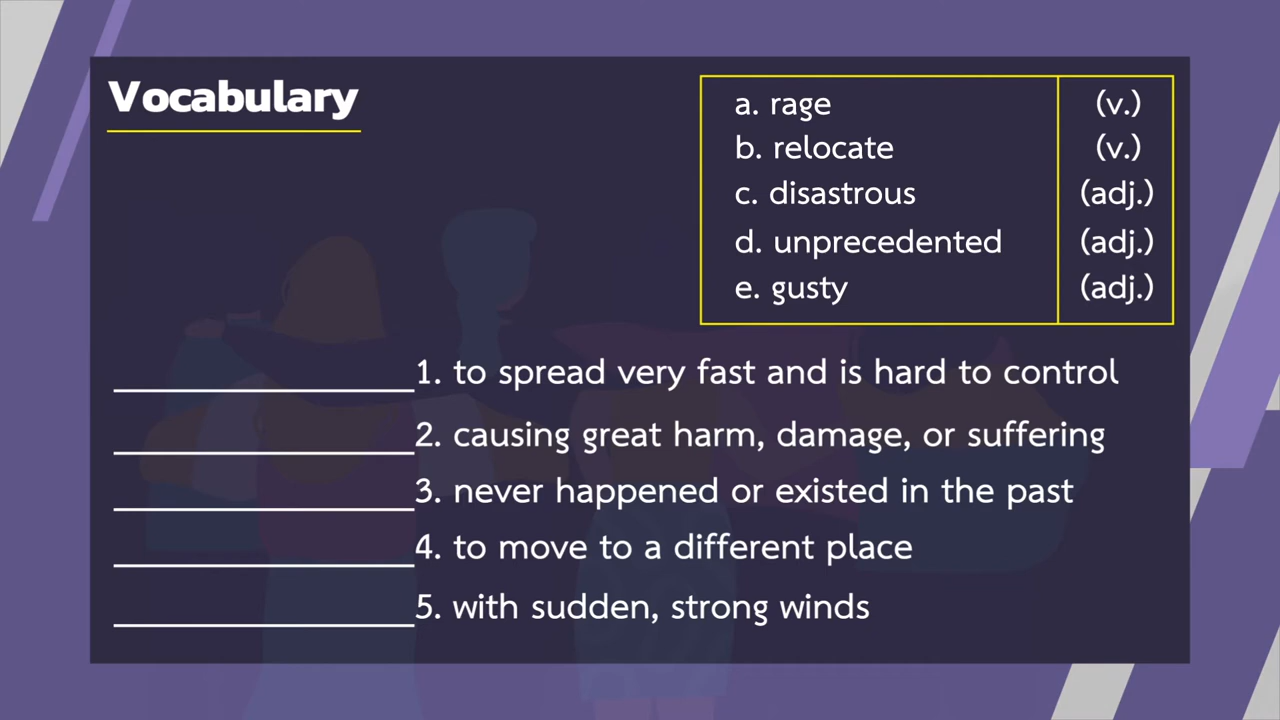 Vocabulary
a. rage (v.)
b. relocate (v.)
c. disastrous (adj.)
d. unprecedented (adj.)
e. gusty (adj.)
1. to spread very fast and is hard to control
2. causing great harm, damage, or suffering
3. never happened or existed in the past
4. to move to a different place
5. with sudden, strong winds